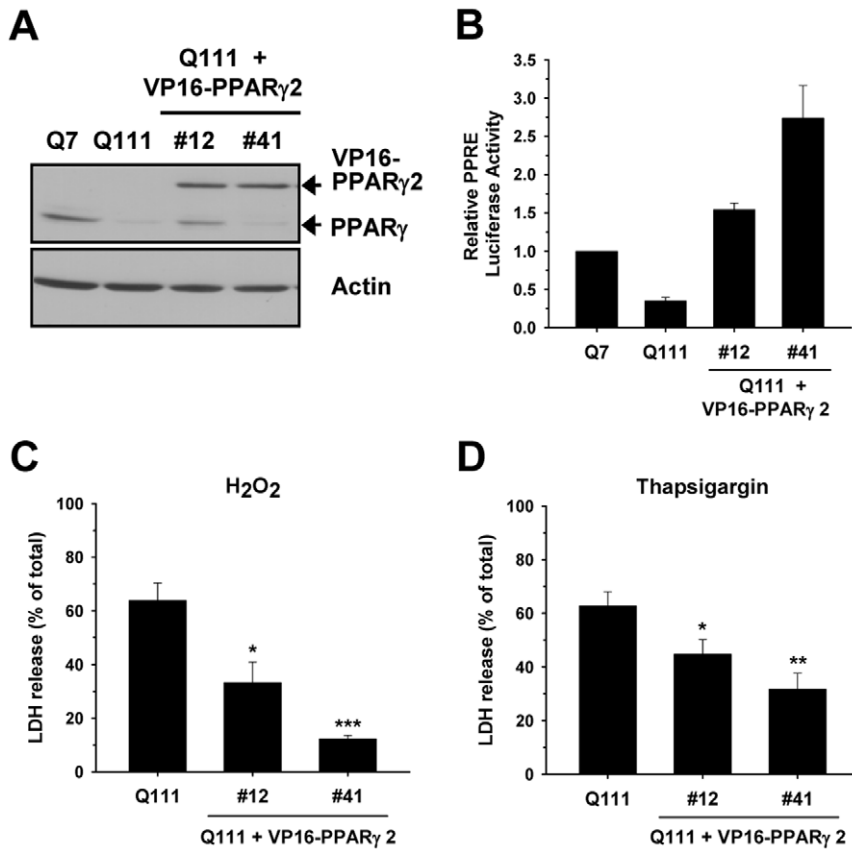 A
Q111 +
VP16-PPARγ2
Q7 Q111 #12 #41
VP16-
PPARγ2
PPARγ
Actin
B
Relative PPRE
Luciferase Activity
3.5
3.0
2.5
2.0
1.5
1.0
0.5
0.0
Q7 Q111 #12 #41
Q111 +
VP16-PPARγ 2
C
H2O2
LDH release (% of total)
100
80
60
40
20
0
*
***
Q111 #12 #41
Q111 + VP16-PPARγ 2
D
Thapsigargin
LDH release (% of total)
100
80
60
40
20
0
*
**
Q111 #12 #41
Q111 + VP16-PPARγ 2